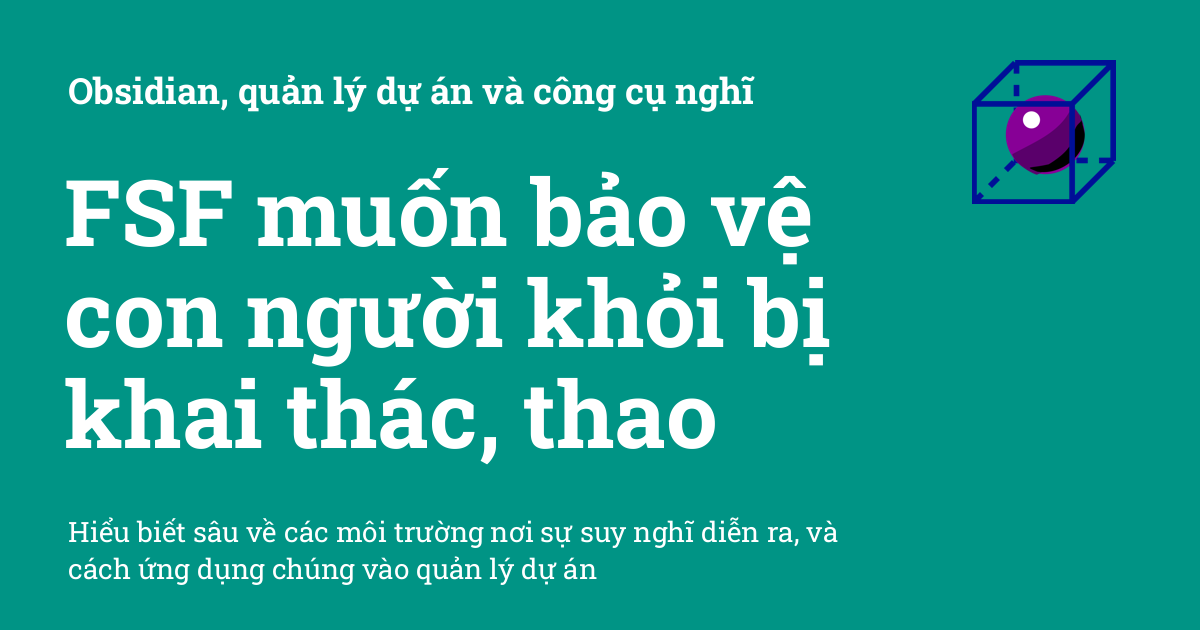 Obsidian, quản lý dự án và công cụ nghĩ
FSF muốn bảo vệ
con người khỏi bị
khai thác, thao
Hiểu biết sâu về các môi trường nơi sự suy nghĩ diễn ra, và
cách ứng dụng chúng vào quản lý dự án